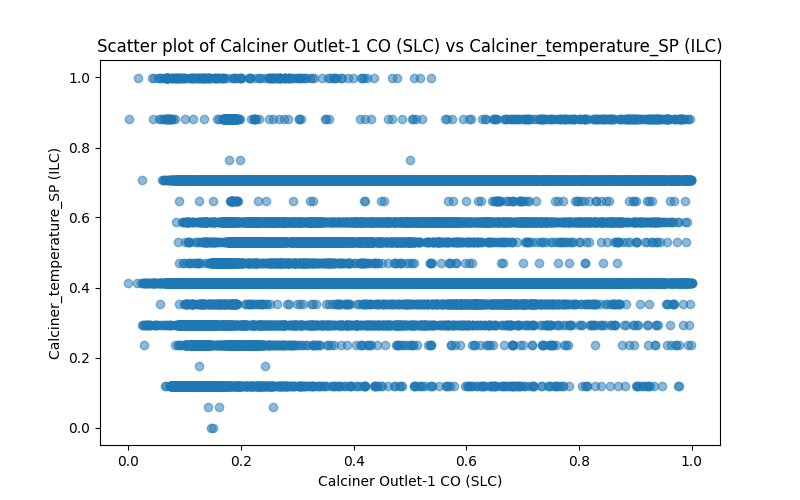 Scatter plot of Calciner Outlet-1 CO (SLC) vs Calciner_temperature_SP (ILC)
1.0
0.8
0.6
0.4
0.2
0.0
Calciner_temperature_SP (ILC)
0.0 0.2 0.4 0.6 0.8 1.0
Calciner Outlet-1 CO (SLC)